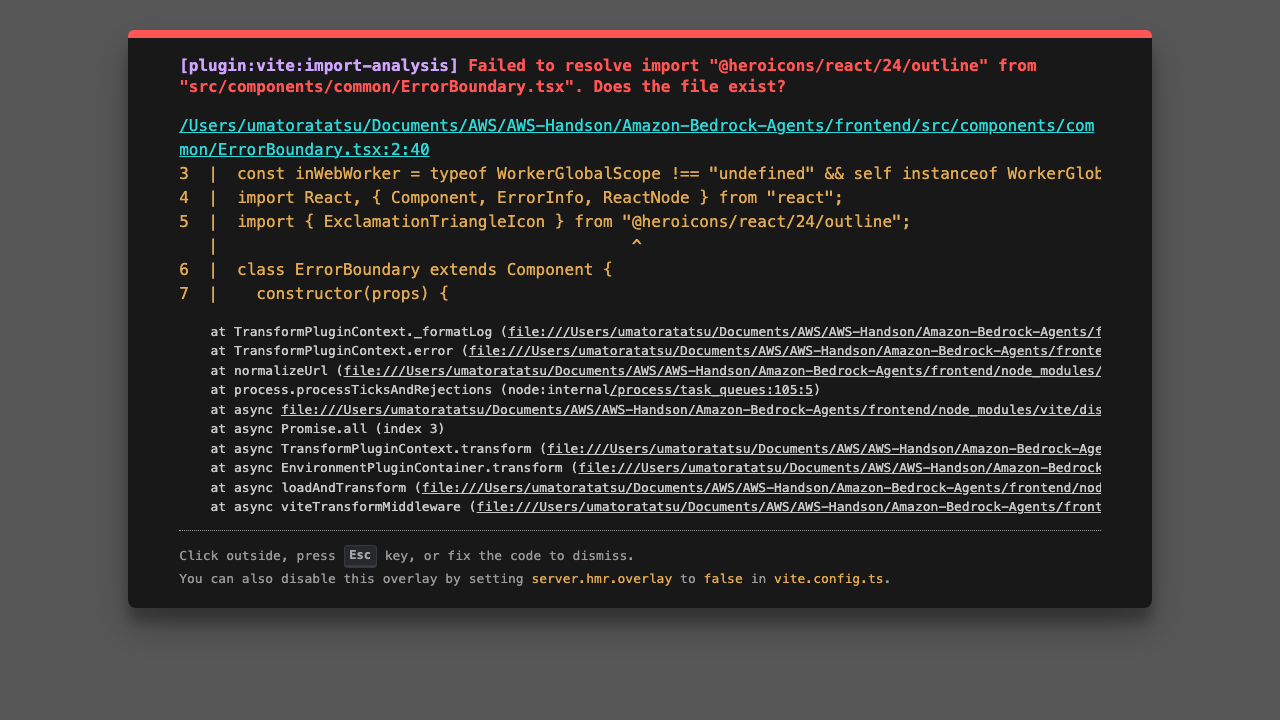 [plugin:vite:import-analysis] Failed to resolve import "@heroicons/react/24/outline" from
"src/components/common/ErrorBoundary.tsx". Does the file exist?
/Users/umatoratatsu/Documents/AWS/AWS-Handson/Amazon-Bedrock-Agents/frontend/src/components/com
mon/ErrorBoundary.tsx:2:40
3  |  const inWebWorker = typeof WorkerGlobalScope !== "undefined" && self instanceof WorkerGlob
4  |  import React, { Component, ErrorInfo, ReactNode } from "react";
5  |  import { ExclamationTriangleIcon } from "@heroicons/react/24/outline";
   |                                           ^
6  |  class ErrorBoundary extends Component {
7  |    constructor(props) {
at TransformPluginContext._formatLog (file:///Users/umatoratatsu/Documents/AWS/AWS-Handson/Amazon-Bedrock-Agents/f
at TransformPluginContext.error (file:///Users/umatoratatsu/Documents/AWS/AWS-Handson/Amazon-Bedrock-Agents/fronte
at normalizeUrl (file:///Users/umatoratatsu/Documents/AWS/AWS-Handson/Amazon-Bedrock-Agents/frontend/node_modules/
at process.processTicksAndRejections (node:internal/process/task_queues:105:5)
at async file:///Users/umatoratatsu/Documents/AWS/AWS-Handson/Amazon-Bedrock-Agents/frontend/node_modules/vite/dis
at async Promise.all (index 3)
at async TransformPluginContext.transform (file:///Users/umatoratatsu/Documents/AWS/AWS-Handson/Amazon-Bedrock-Age
at async EnvironmentPluginContainer.transform (file:///Users/umatoratatsu/Documents/AWS/AWS-Handson/Amazon-Bedrock
at async loadAndTransform (file:///Users/umatoratatsu/Documents/AWS/AWS-Handson/Amazon-Bedrock-Agents/frontend/nod
at async viteTransformMiddleware (file:///Users/umatoratatsu/Documents/AWS/AWS-Handson/Amazon-Bedrock-Agents/front
Click outside, press Esc key, or fix the code to dismiss.
You can also disable this overlay by setting server.hmr.overlay to false in vite.config.ts.